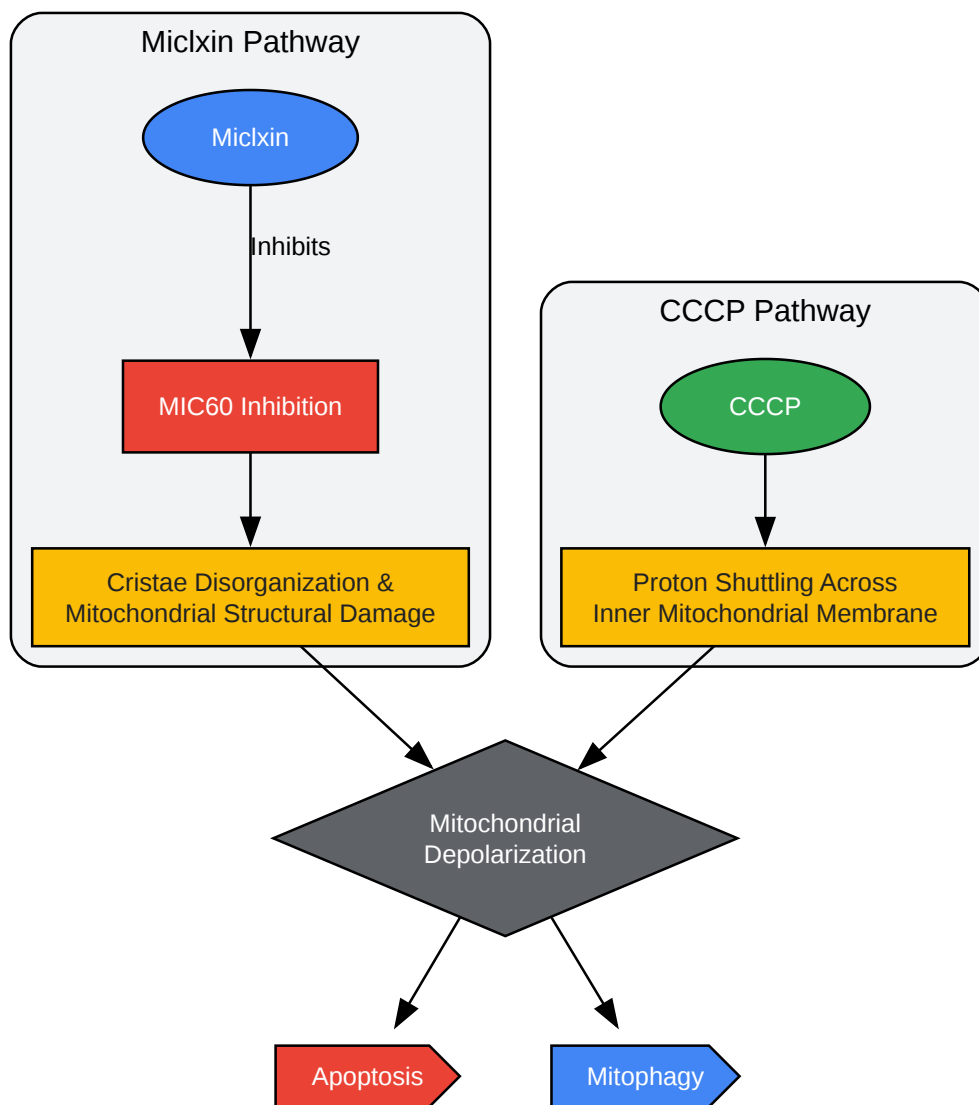 Miclxin Pathway
Miclxin
Inhibits
MIC60 Inhibition
Cristae Disorganization &
Mitochondrial Structural Damage
CCCP Pathway
CCCP
Proton Shuttling Across
Inner Mitochondrial Membrane
Mitochondrial
Depolarization
Apoptosis
Mitophagy